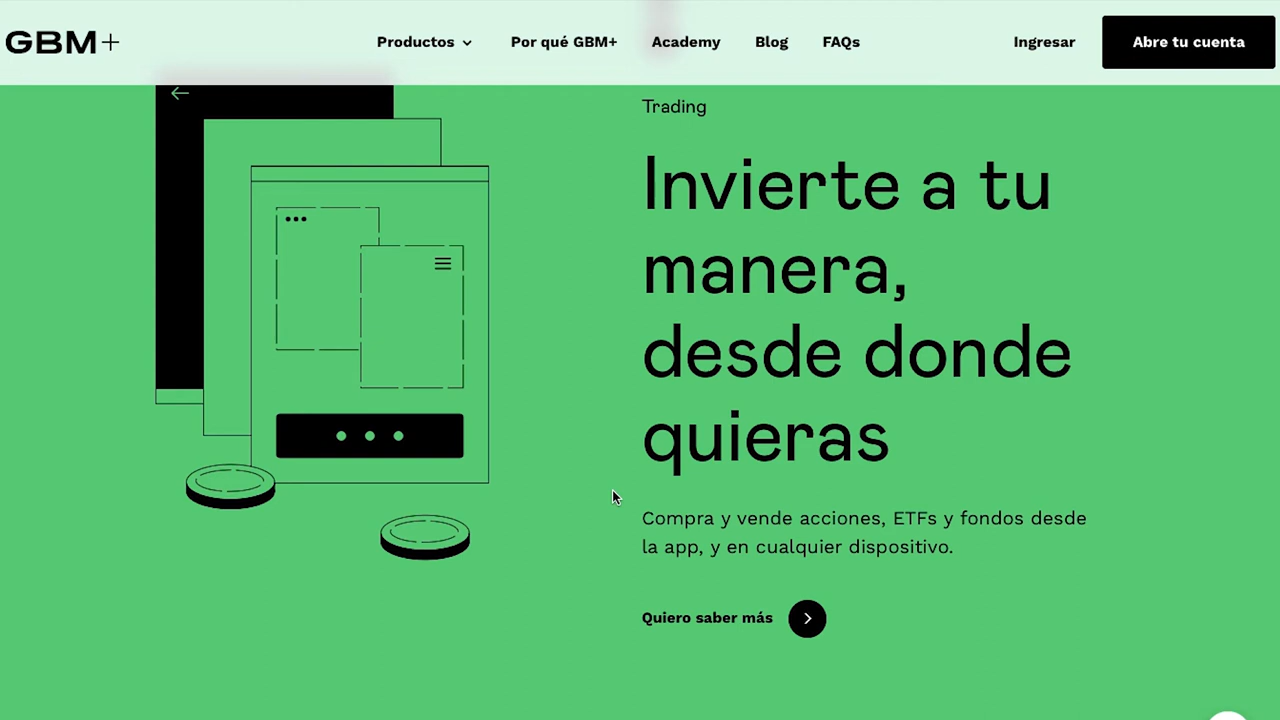 GBM+
Productos
Por qué GBM+
Academy
Blog
FAQs
Ingresar
Abre tu cuenta
Trading
Invierte a tu
manera,
desde donde
quieras
Compra y vende acciones, ETFs y fondos desde
la app, y en cualquier dispositivo.
Quiero saber más